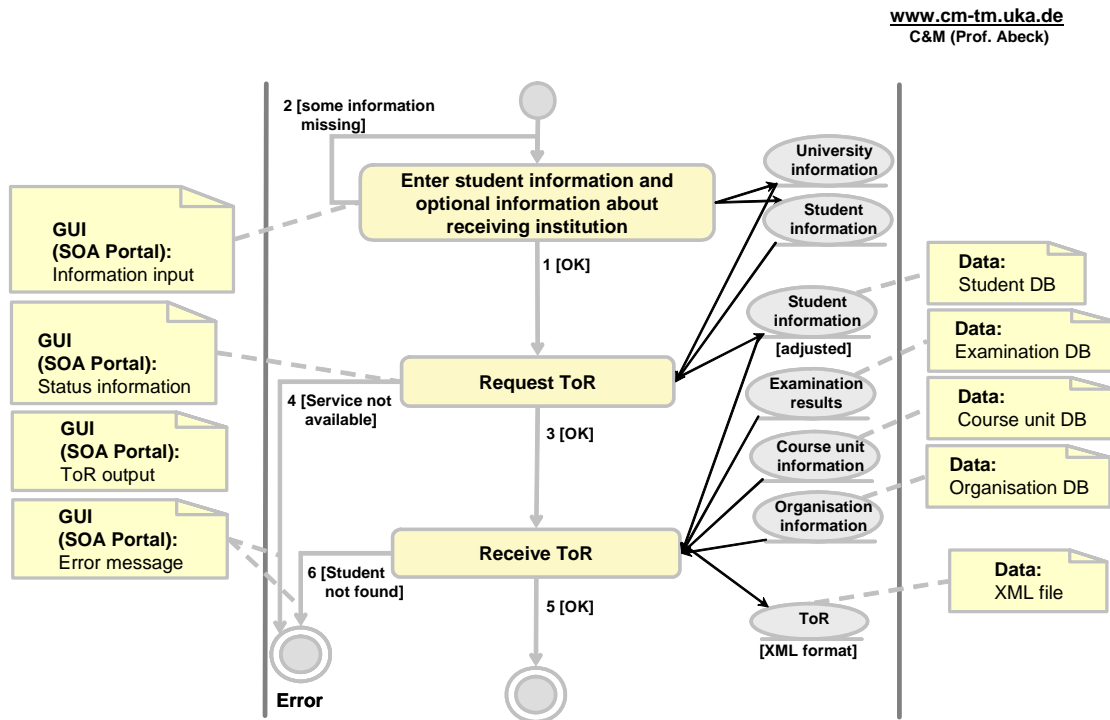 www.cm-tm.uka.de
C&M (Prof. Abeck)
2 [some information
missing]
Enter student information and
optional information about
receiving institution
University
information
Student
information
GUI
(SOA Portal):
Information input
1 [OK]
Data:
Student DB
Student
information
[adjusted]
GUI
(SOA Portal):
Status information
Request ToR
Data:
Examination DB
Examination
results
4 [Service not
available]
3 [OK]
Data:
Course unit DB
Course unit
information
GUI
(SOA Portal):
ToR output
Data:
Organisation DB
Organisation
information
GUI
(SOA Portal):
Error message
Receive ToR
6 [Student
not found]
5 [OK]
Data:
XML file
ToR
[XML format]
Error